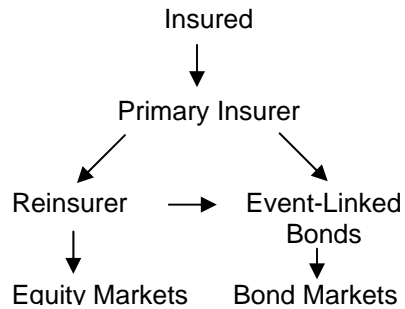 Insured
Primary Insurer
Reinsurer
Event-Linked
Bonds
Equity Markets
Bond Markets